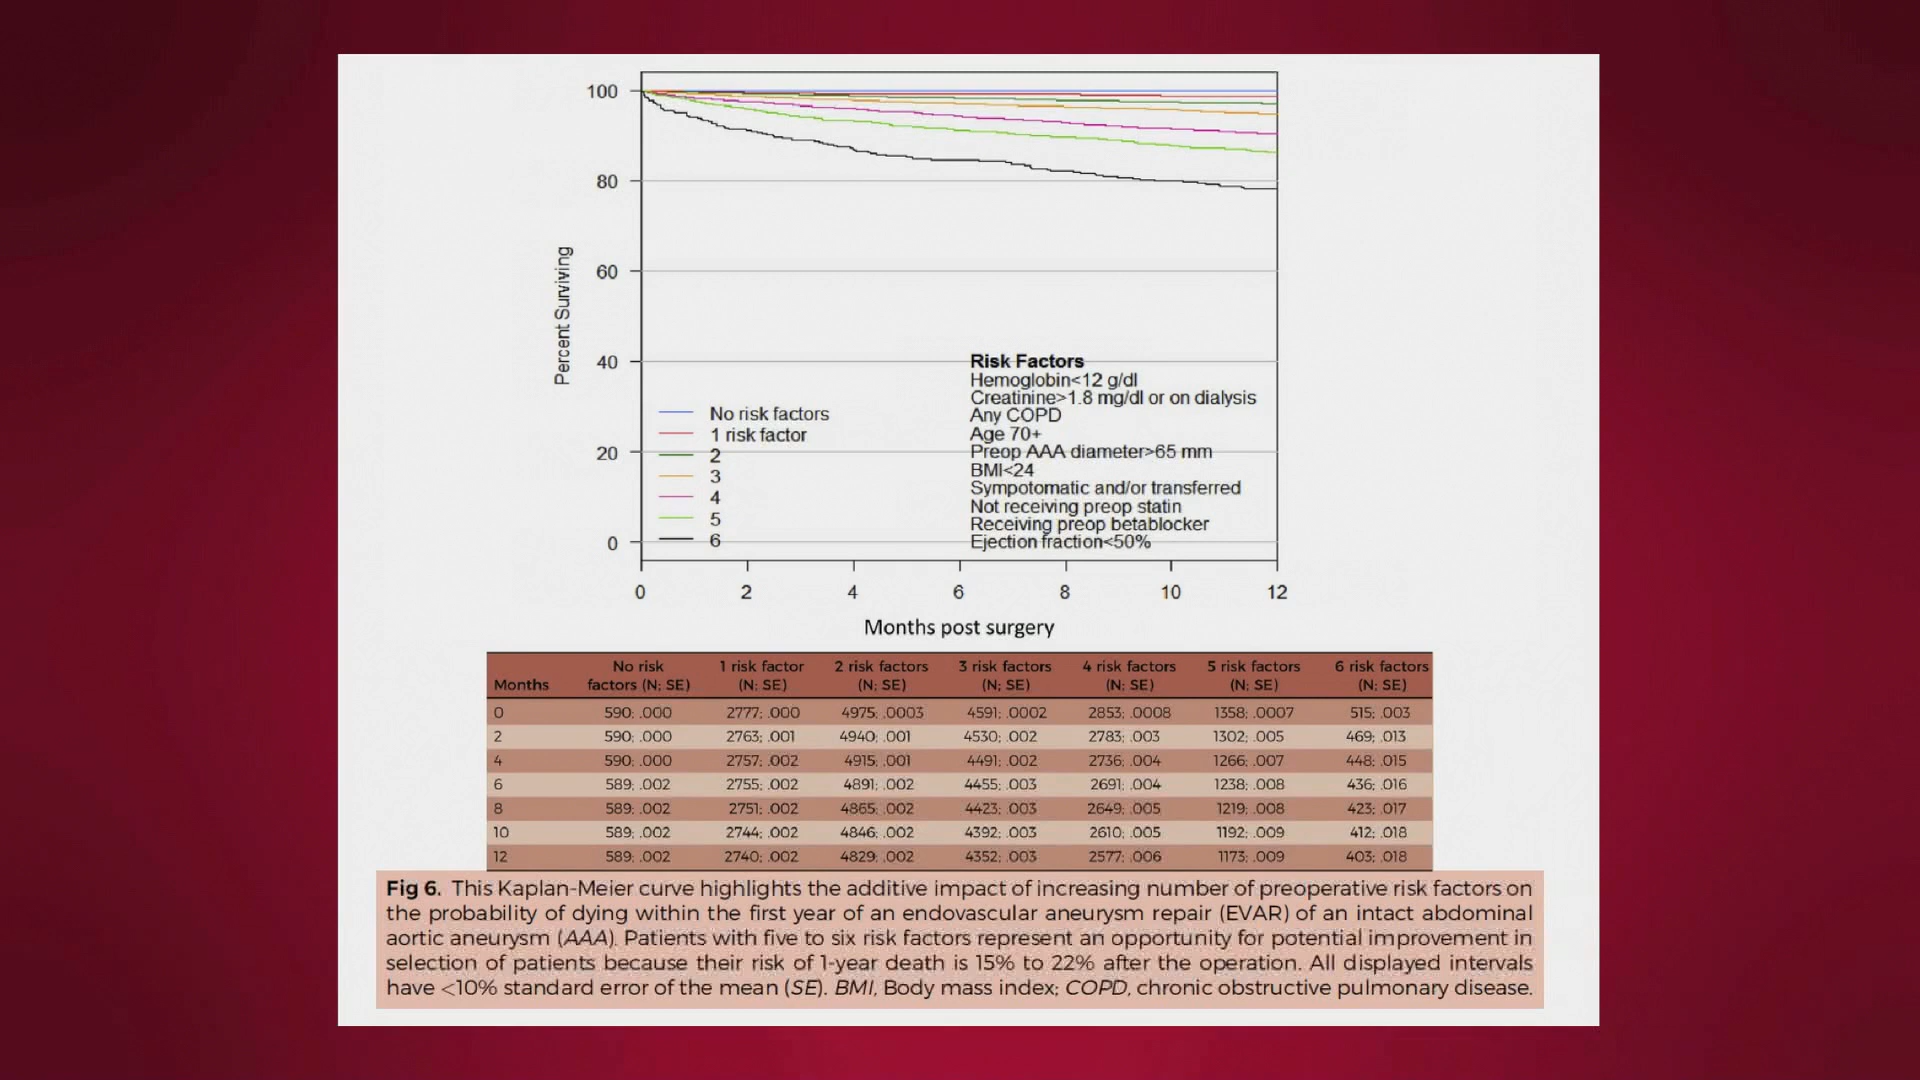 100
80
60
40
20
0
Percent Surviving
No risk factors
1 risk factor
2
3
4
5
6
Risk Factors
Hemoglobin<12 g/dl
Creatinine>1.8 mg/dl or on dialysis
Any COPD
Age 70+
Preop AAA diameter>65 mm
BMI<24
Sympotomatic and/or transferred
Not receiving preop statin
Receiving preop betablocker
Ejection fraction<50%
0 2 4 6 8 10 12
Months post surgery
Months No risk factors (N; SE) 1 risk factor (N; SE) 2 risk factors (N; SE) 3 risk factors (N; SE) 4 risk factors (N; SE) 5 risk factors (N; SE) 6 risk factors (N; SE)
0 590; .000 2777; .000 4975; .0003 4591; .0002 2853; .0008 1358; .0007 515; .003
2 590; .000 2763; .001 4940; .001 4530; .002 2783; .003 1302; .005 469; .013
4 590; .000 2757; .002 4915; .001 4491; .002 2736; .004 1266; .007 448; .015
6 589; .002 2755; .002 4891; .002 4455; .003 2691; .004 1238; .008 436; .016
8 589; .002 2751; .002 4865; .002 4423; .003 2649; .005 1219; .008 423; .017
10 589; .002 2744; .002 4846; .002 4392; .003 2610; .005 1192; .009 412; .018
12 589; .002 2740; .002 4829; .002 4352; .003 2577; .006 1173; .009 403; .018
Fig 6. This Kaplan-Meier curve highlights the additive impact of increasing number of preoperative risk factors on
the probability of dying within the first year of an endovascular aneurysm repair (EVAR) of an intact abdominal
aortic aneurysm (AAA). Patients with five to six risk factors represent an opportunity for potential improvement in
selection of patients because their risk of 1-year death is 15% to 22% after the operation. All displayed intervals
have <10% standard error of the mean (SE). BMI, Body mass index; COPD, chronic obstructive pulmonary disease.